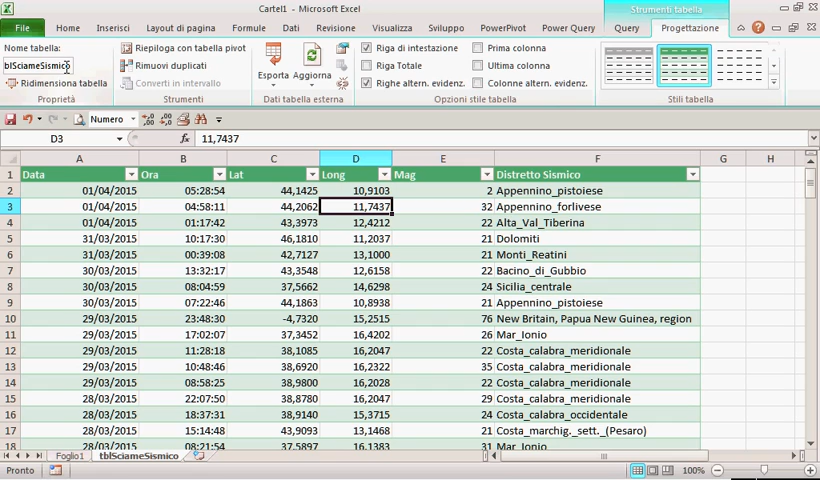 Cartel1 - Microsoft Excel
Strumenti tabella
File Home Inserisci Layout di pagina Formule Dati Revisione Visualizza Sviluppo PowerPivot Power Query Query Progettazione
Nome tabella:
blSciameSismico
Ridimensiona tabella
Proprietà
Riepiloga con tabella pivot
Rimuovi duplicati
Converti in intervallo
Strumenti
Esporta Aggiorna
Dati tabella esterna
Riga di intestazione Prima colonna
Riga Totale Ultima colonna
Righe altern. evidenz. Colonne altern. evidenz.
Opzioni stile tabella
Stili tabella
Numero
D3 fx 11,7437
A B C D E F G H
1 Data Ora Lat Long Mag Distretto Sismico
2 01/04/2015 05:28:54 44,1425 10,9103 2 Appennino_pistoiese
3 01/04/2015 04:58:11 44,2062 11,7437 32 Appennino_forlivese
4 01/04/2015 01:17:42 43,3973 12,4212 22 Alta_Val_Tiberina
5 31/03/2015 10:17:30 46,1810 11,2037 21 Dolomiti
6 31/03/2015 00:39:08 42,7127 13,1000 21 Monti_Reatini
7 30/03/2015 13:32:17 43,3548 12,6158 22 Bacino_di_Gubbio
8 30/03/2015 08:04:59 37,5662 14,6298 24 Sicilia_centrale
9 30/03/2015 07:22:46 44,1863 10,8938 21 Appennino_pistoiese
10 29/03/2015 23:48:30 -4,7320 15,2515 76 New Britain, Papua New Guinea, region
11 29/03/2015 17:02:07 37,3452 16,4202 26 Mar_Ionio
12 29/03/2015 11:28:18 38,1085 16,2047 22 Costa_calabra_meridionale
13 29/03/2015 10:48:46 38,6920 16,2322 35 Costa_calabra_meridionale
14 29/03/2015 08:58:25 38,9800 16,2028 22 Costa_calabra_meridionale
15 28/03/2015 22:07:50 38,1760 16,2047 29 Costa_calabra_meridionale
16 28/03/2015 18:37:31 38,9140 15,3715 24 Costa_calabra_occidentale
17 28/03/2015 15:14:48 43,9093 13,1468 21 Costa_marchig._sett._(Pesaro)
18 28/03/2015 08:21:54 37,5897 16,1383 31 Mar_Ionio
Foglio1 tblSciameSismico
Pronto 100%